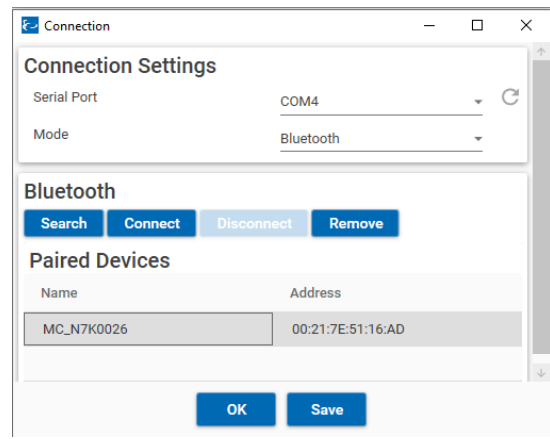 Connection
Connection Settings
Serial Port COM4
Mode Bluetooth
Bluetooth
Search Connect Disconnect Remove
Paired Devices
Name Address
MC_N7K0026 00:21:7E:51:16:AD
OK Save